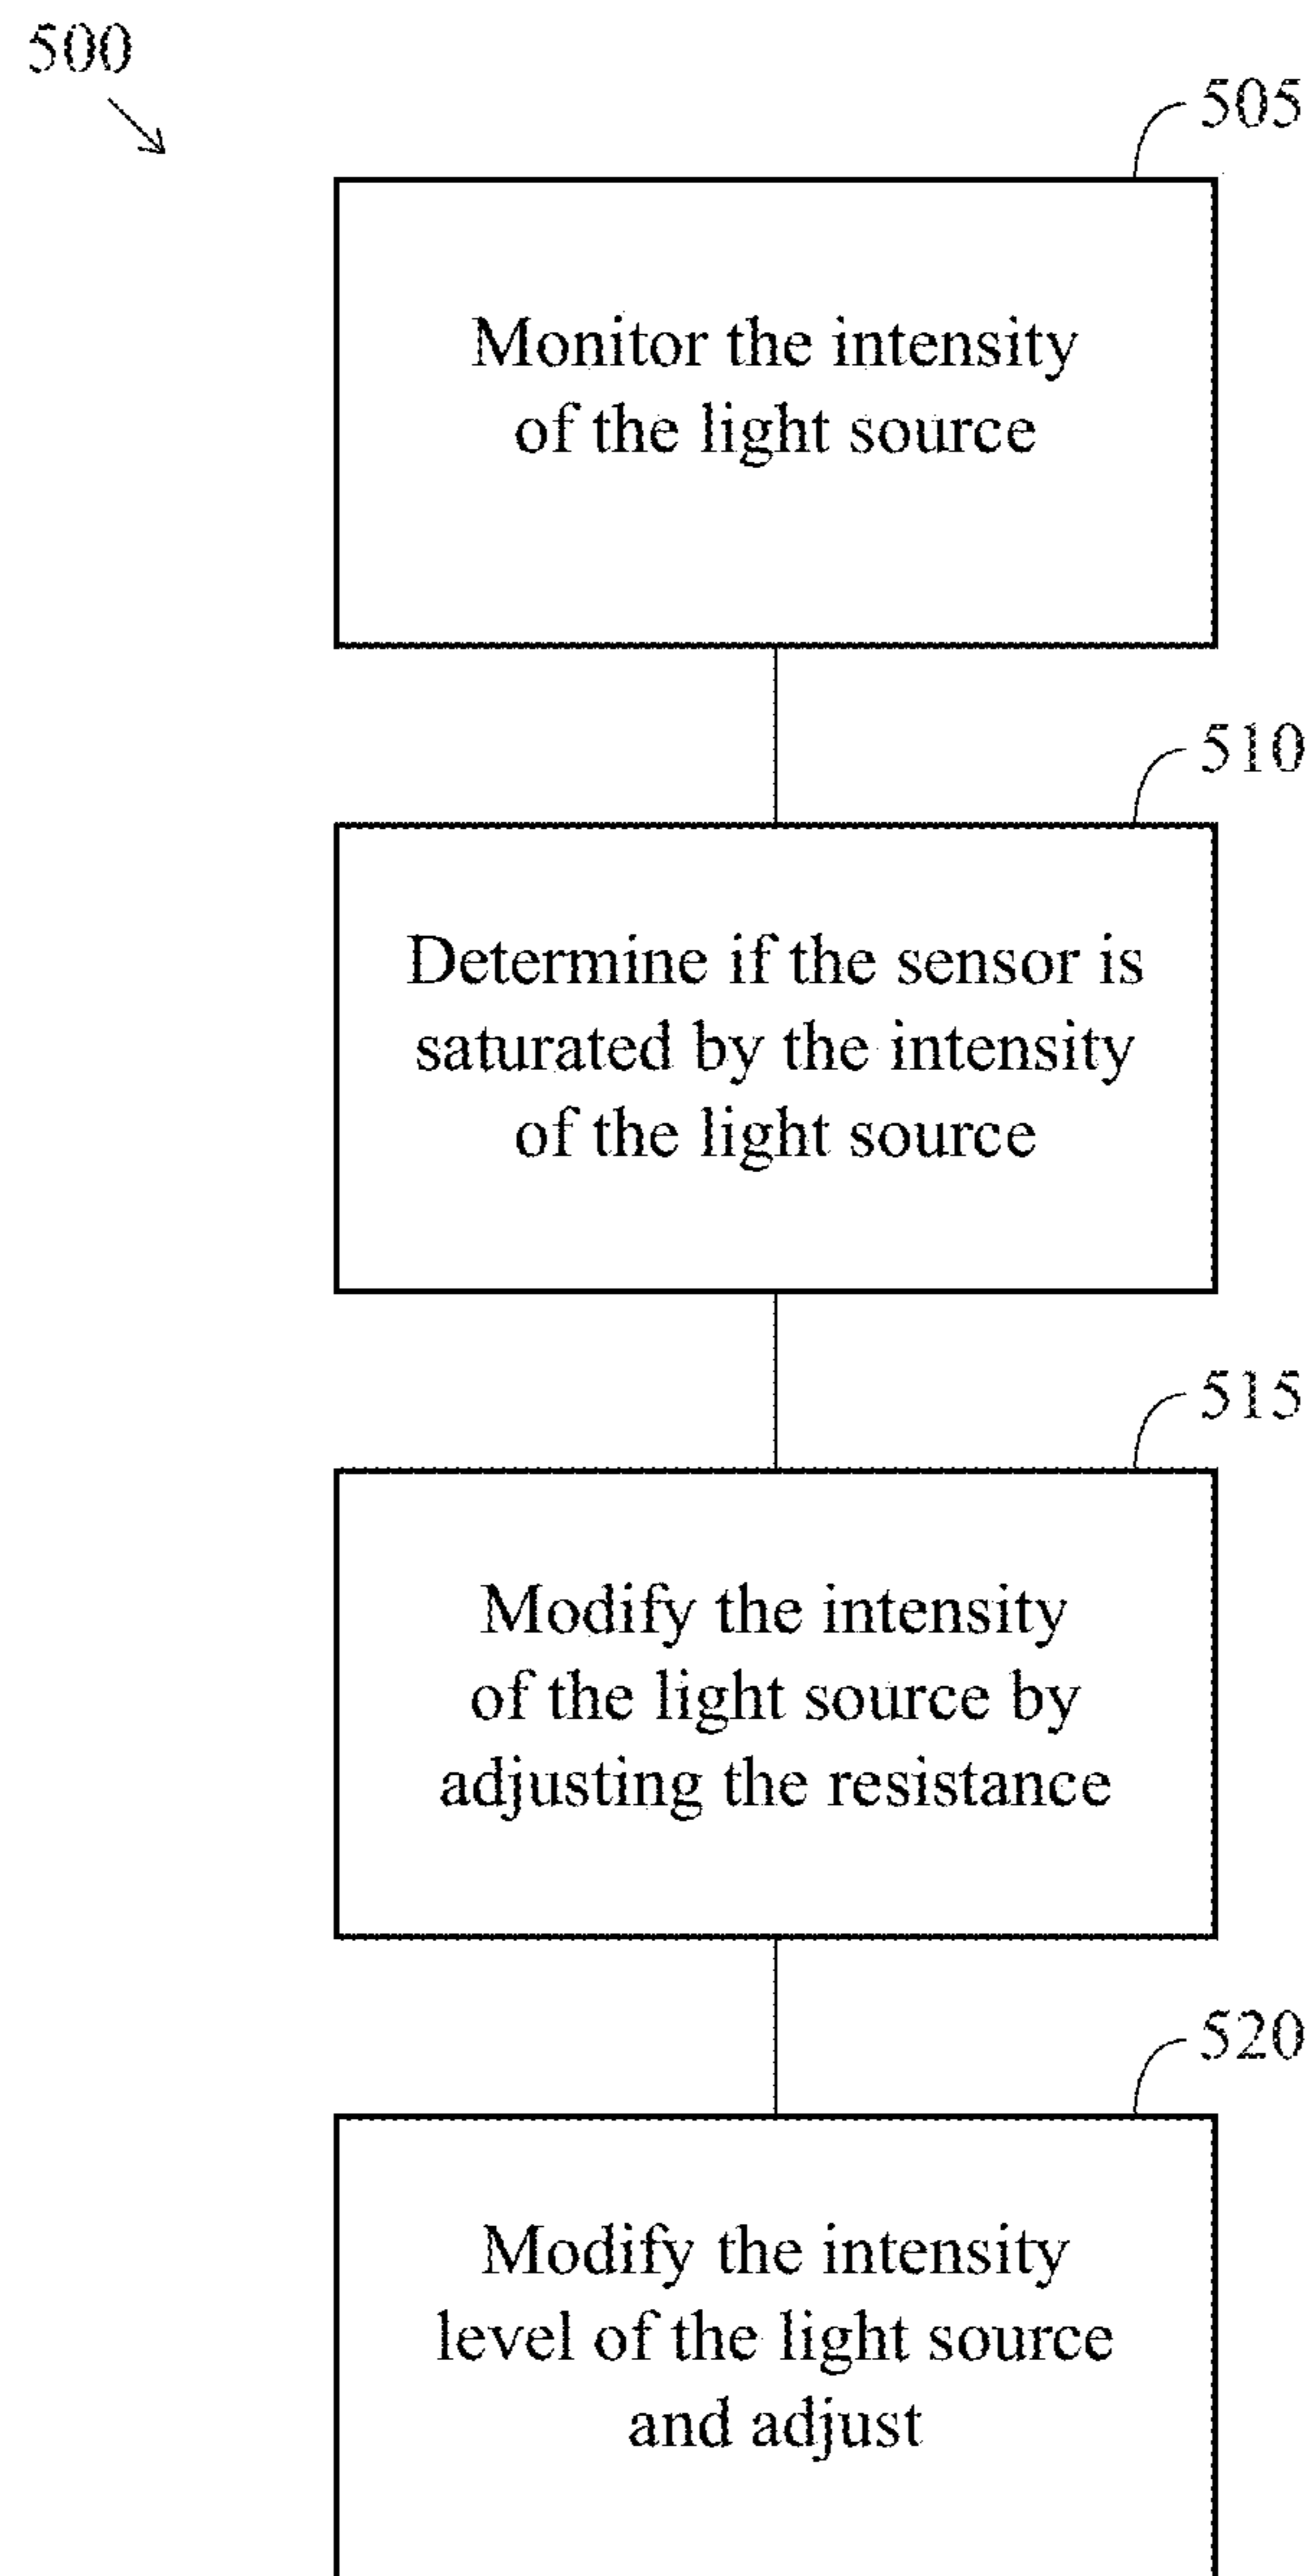 500
505
Monitor the intensity
of the light source
510
Determine if the sensor is
saturated by the intensity
of the light source
515
Modify the intensity
of the light source by
adjusting the resistance
520
Modify the intensity
level of the light source
and adjust